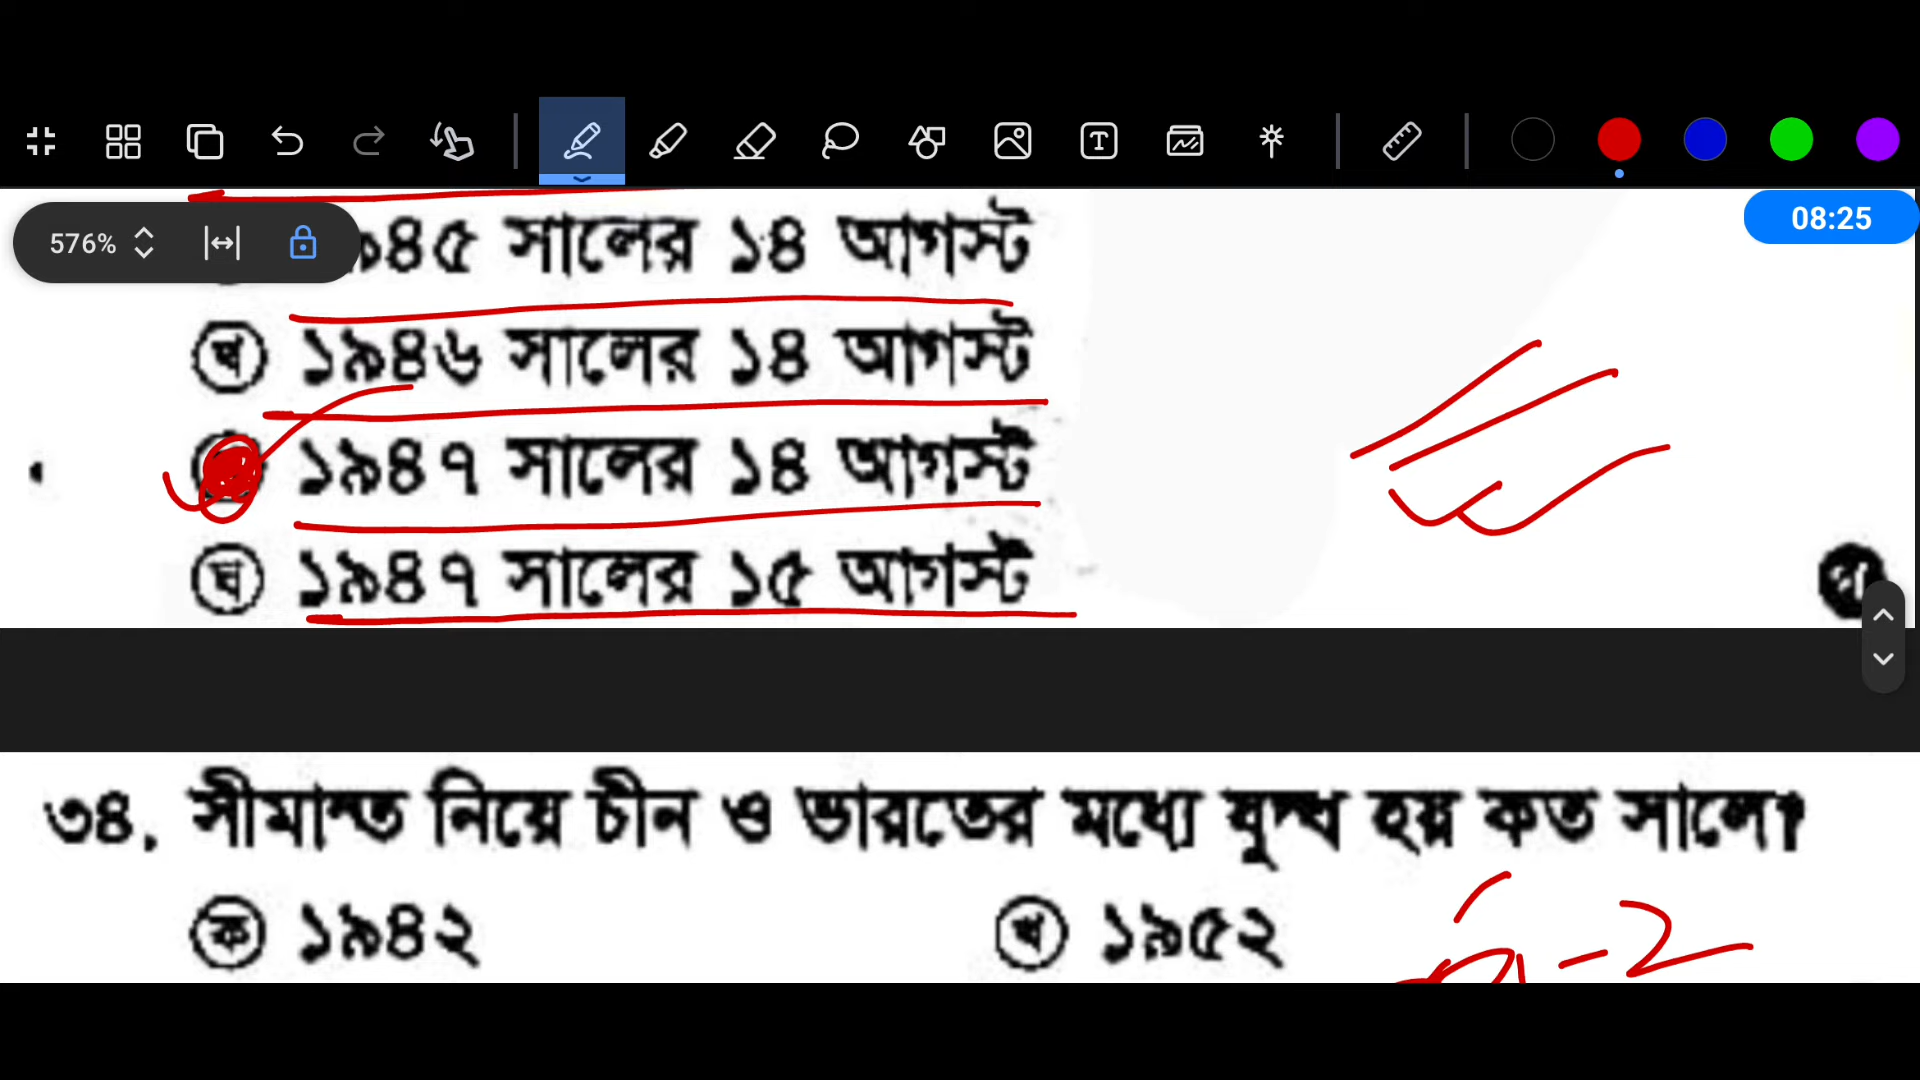 576%
08:25
৯৪৫ সালের ১৪ আগস্ট
খ ১৯৪৬ সালের ১৪ আগস্ট
১৯৪৭ সালের ১৪ আগস্ট
ঘ ১৯৪৭ সালের ১৫ আগস্ট
৩৪. সীমান্ত নিয়ে চীন ও ভারতের মধ্যে যুদ্ধ হয় কত সালে?
ক ১৯৪২ খ ১৯৫২